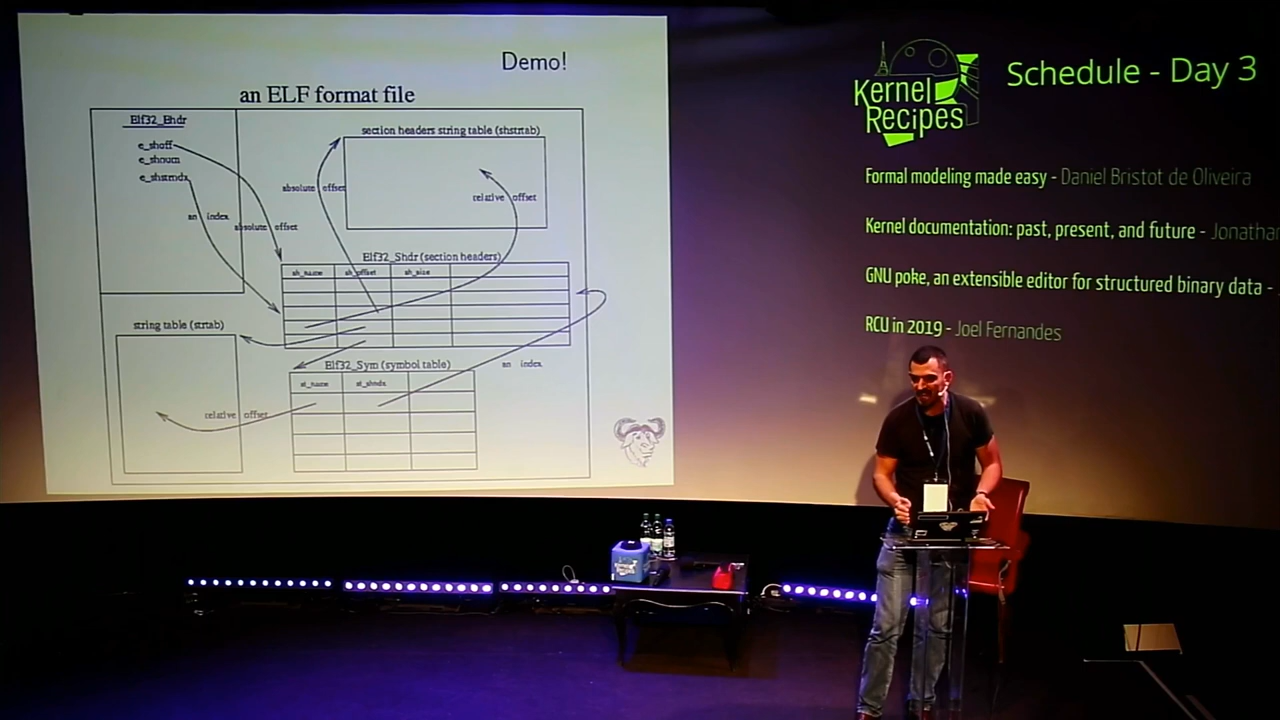 Demo!
an ELF format file
Elf32_Ehdr
e_shoff
e_shnum
e_shstrndx
an index
absolute offset
section headers string table (shstrtab)
absolute offset
relative offset
Elf32_Shdr (section headers)
sh_name sh_offset sh_size
string table (strtab)
relative offset
Elf32_Sym (symbol table)
st_name st_shndx
an index
Kernel Recipes
Schedule - Day 3
Formal modeling made easy - Daniel Bristot de Oliveira
Kernel documentation: past, present, and future - Jonathan
GNU poke, an extensible editor for structured binary data -
RCU in 2019 - Joel Fernandes